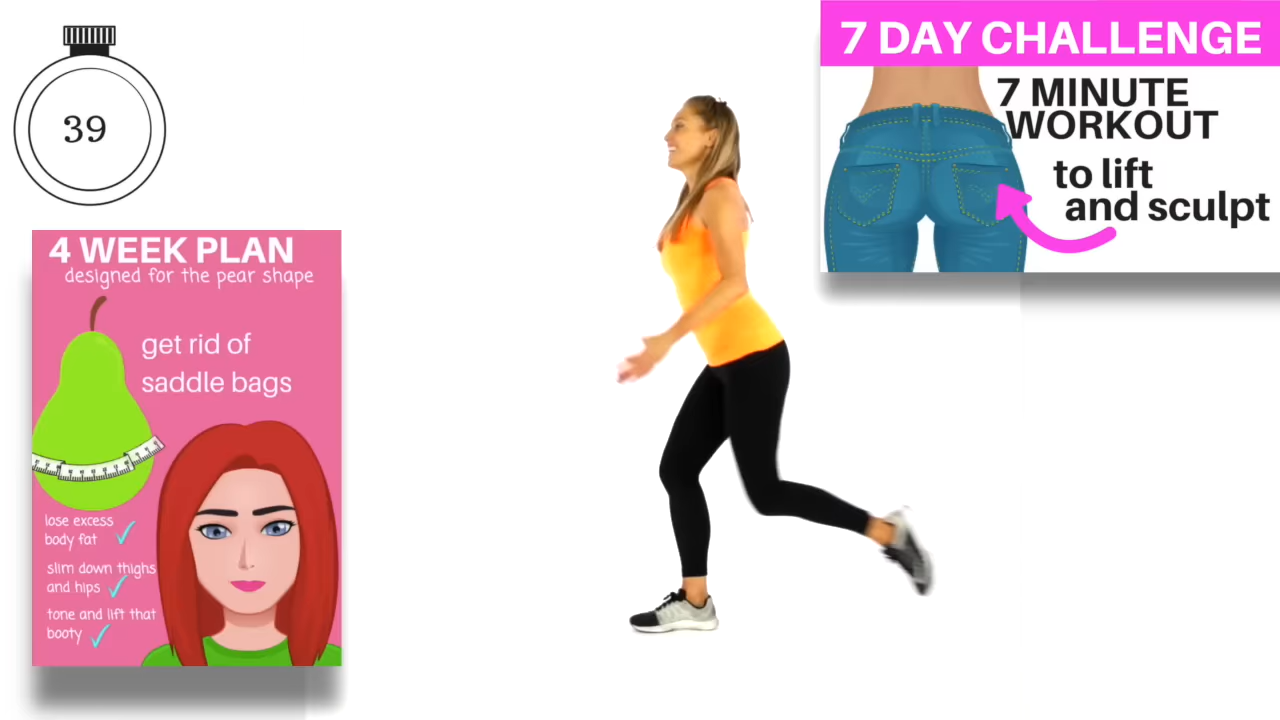 39
7 DAY CHALLENGE
7 MINUTE
WORKOUT
to lift
and sculpt
4 WEEK PLAN
designed for the pear shape
get rid of
saddle bags
lose excess
body fat
slim down thighs
and hips
tone and lift that
booty